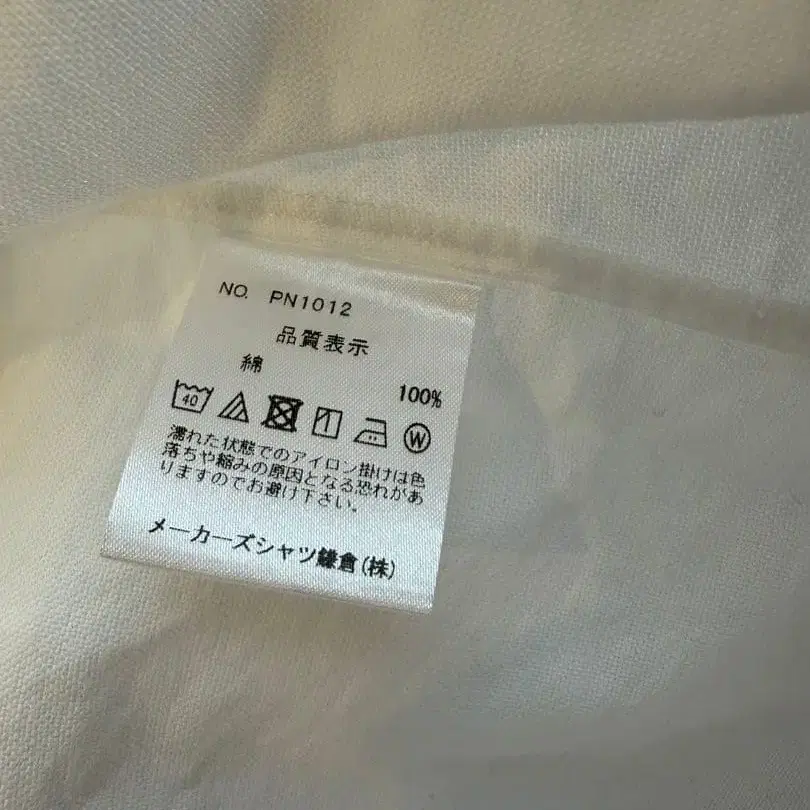 NO. PN1012
品質表示
綿 100%
40 W
濡れた状態でのアイロン掛けは色
落ちや縮みの原因となる恐れがあ
りますのでお避け下さい。
メーカーズシャツ鎌倉(株)